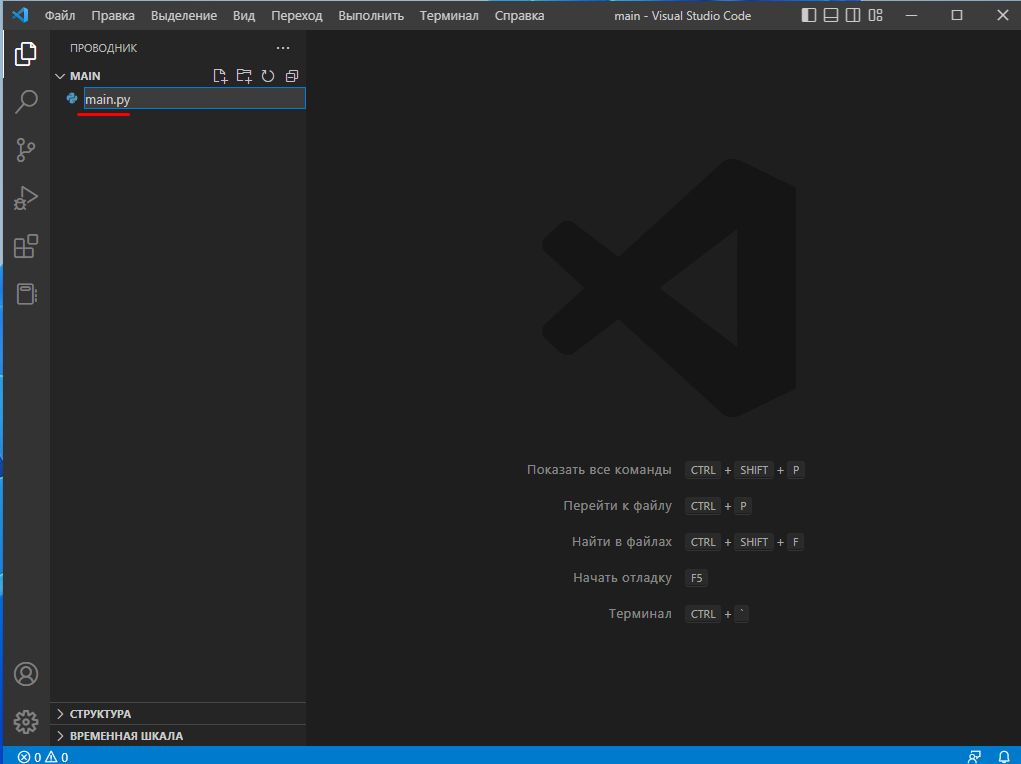 Файл Правка Выделение Вид Переход Выполнить Терминал Справка main - Visual Studio Code
ПРОВОДНИК
MAIN
main.py
Показать все команды CTRL + SHIFT + P
Перейти к файлу CTRL + P
Найти в файлах CTRL + SHIFT + F
Начать отладку F5
Терминал CTRL + `
СТРУКТУРА
ВРЕМЕННАЯ ШКАЛА
0 0